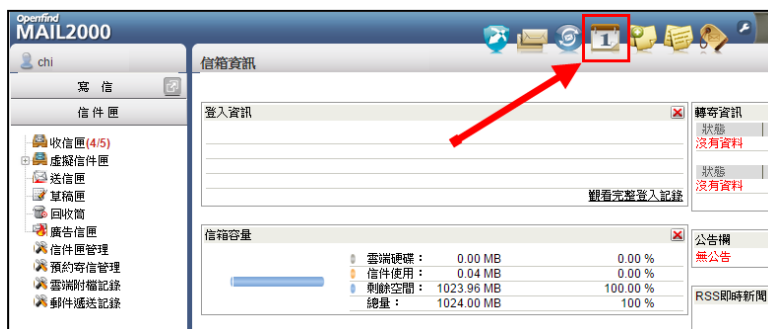 Openfind
MAIL2000
1
chi
信箱資訊
寫 信
信件匣
收信匣(4/5)
虛擬信件匣
送信匣
草稿匣
回收筒
廣告信匣
信件匣管理
預約寄信管理
雲端附檔記錄
郵件遞送記錄
登入資訊
觀看完整登入記錄
信箱容量
雲端硬碟： 0.00 MB 0.00 %
信件使用： 0.04 MB 0.00 %
剩餘空間： 1023.96 MB 100.00 %
總量： 1024.00 MB 100 %
轉寄資訊
狀態
沒有資料
狀態
沒有資料
公告欄
無公告
RSS即時新聞